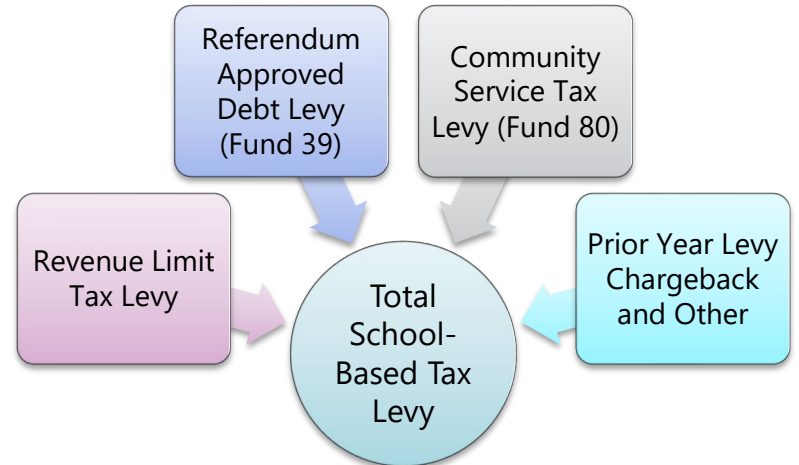 Referendum
Approved
Debt Levy
(Fund 39)
Community
Service Tax
Levy (Fund 80)
Revenue Limit
Tax Levy
Prior Year Levy
Chargeback
and Other
Total
School-
Based Tax
Levy